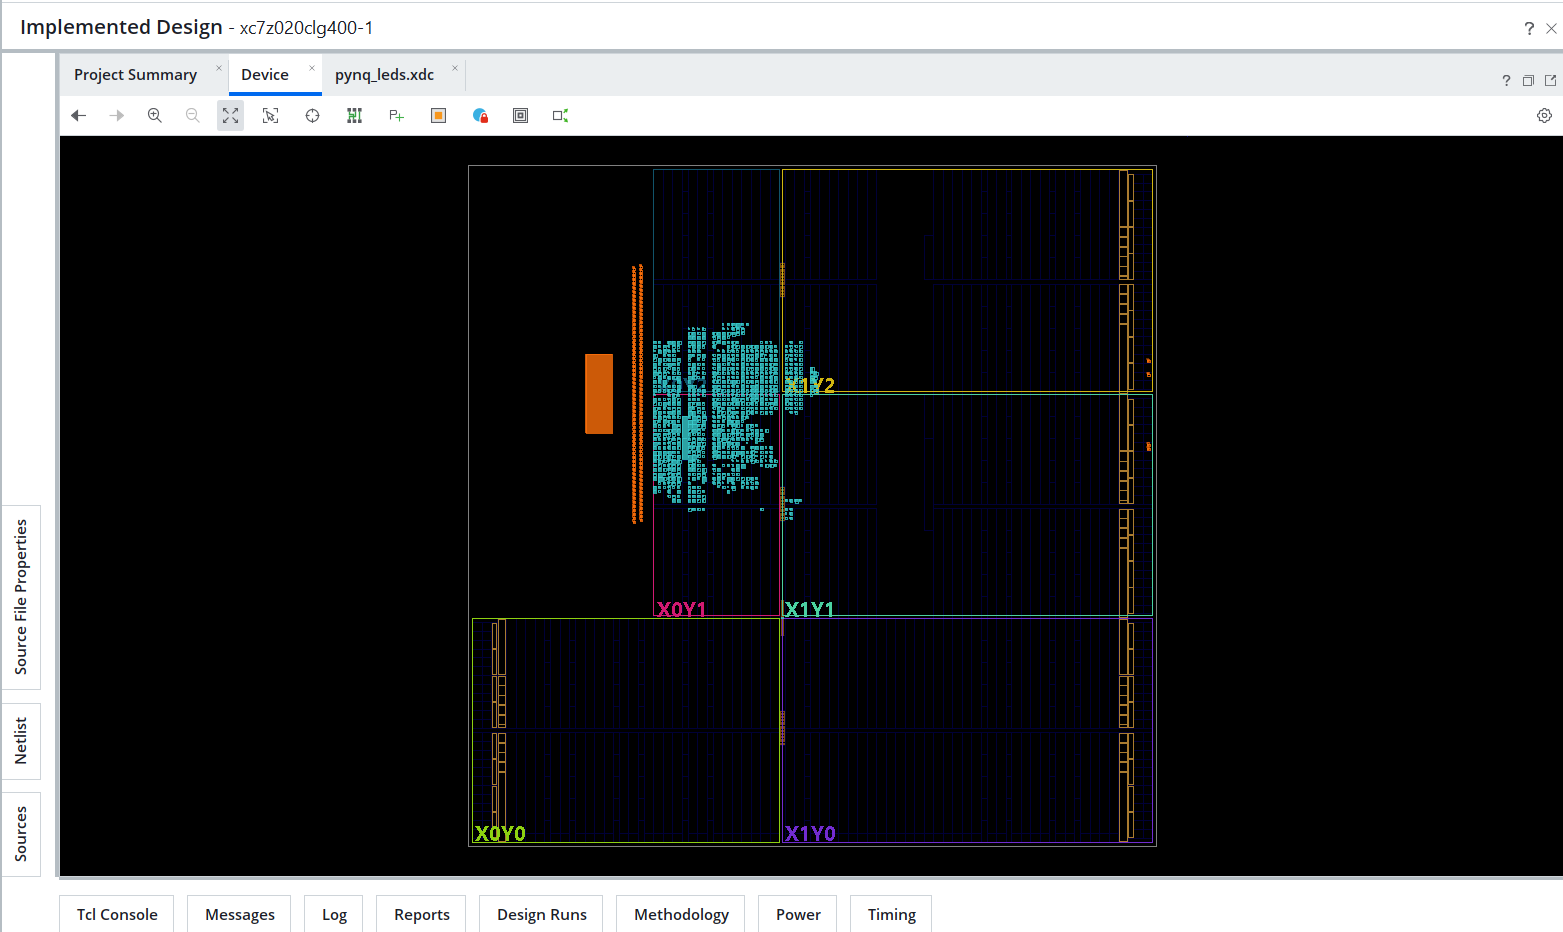 Implemented Design - xc7z020clg400-1
Project Summary
Device
pynq_leds.xdc
Source File Properties
Netlist
Sources
X1Y2
X0Y1
X1Y1
X0Y0
X1Y0
Tcl Console
Messages
Log
Reports
Design Runs
Methodology
Power
Timing